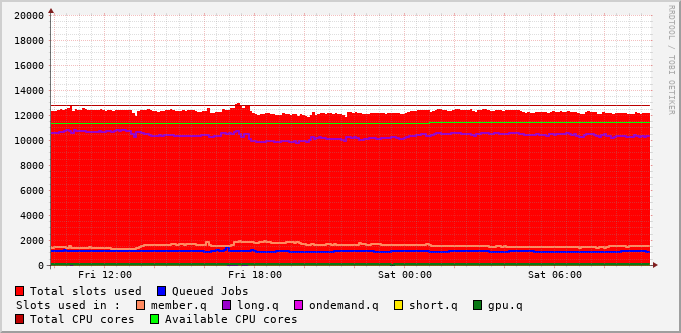 20000
18000
16000
14000
12000
10000
8000
6000
4000
2000
0
Fri 12:00 Fri 18:00 Sat 00:00 Sat 06:00
Total slots used Queued Jobs
Slots used in : member.q long.q ondemand.q short.q gpu.q
Total CPU cores Available CPU cores
RRDTOOL / TOBI OETIKER